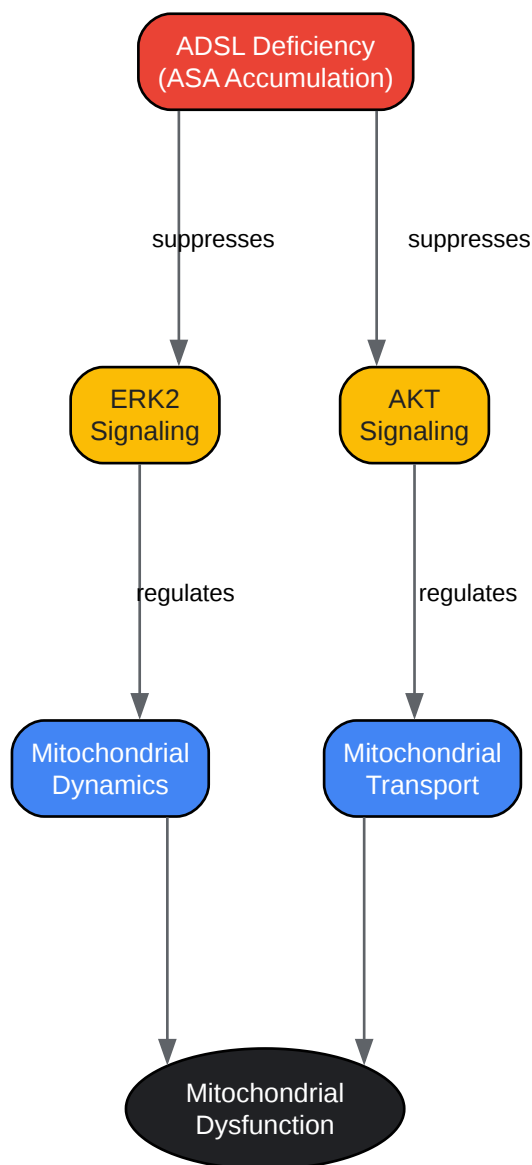 ADSL Deficiency
(ASA Accumulation)
suppresses
suppresses
ERK2
Signaling
AKT
Signaling
regulates
regulates
Mitochondrial
Dynamics
Mitochondrial
Transport
Mitochondrial
Dysfunction